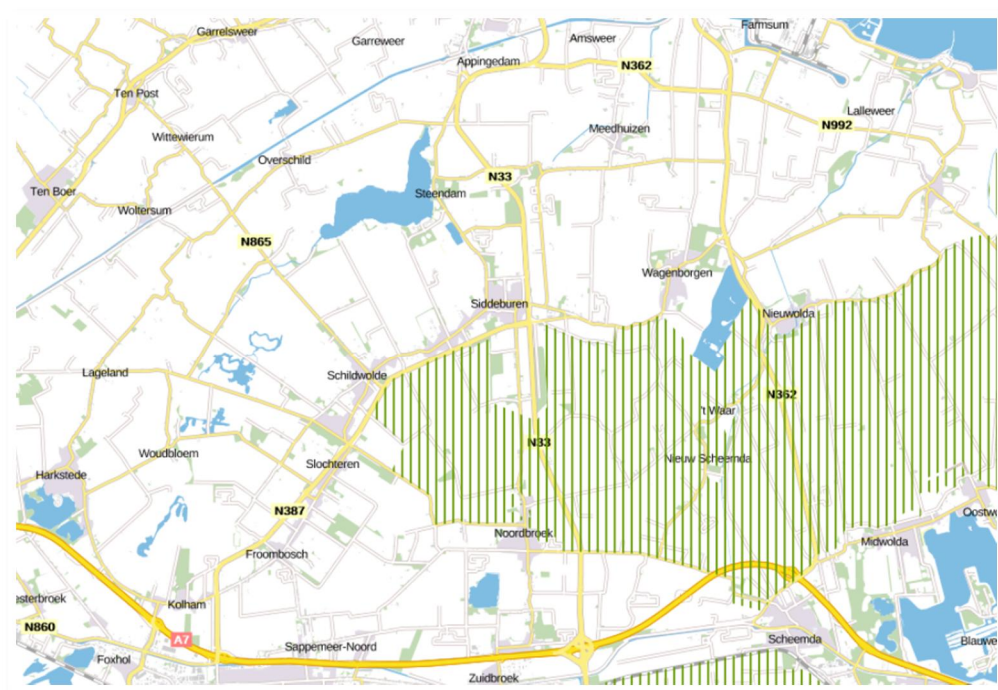 Garrelsweer
Garreweer
Amsweer
Farmsum
Appingedam
N362
Ten Post
Lalleweer
N992
Wittewierum
Meedhuizen
Overschild
N33
Ten Boer
Steendam
Woltersum
N865
Wagenborgen
Siddeburen
Nieuwolda
Lageland
Schildwolde
N362
't Waar
N33
Woudbloem
Nieuw Scheemda
Slochteren
Harkstede
N387
Oostw
Noordbroek
Midwolda
Froombosch
sterbroek
Kolham
N860
A7
Scheemda
Blauwe
Sappemeer-Noord
Foxhol
Zuidbroek